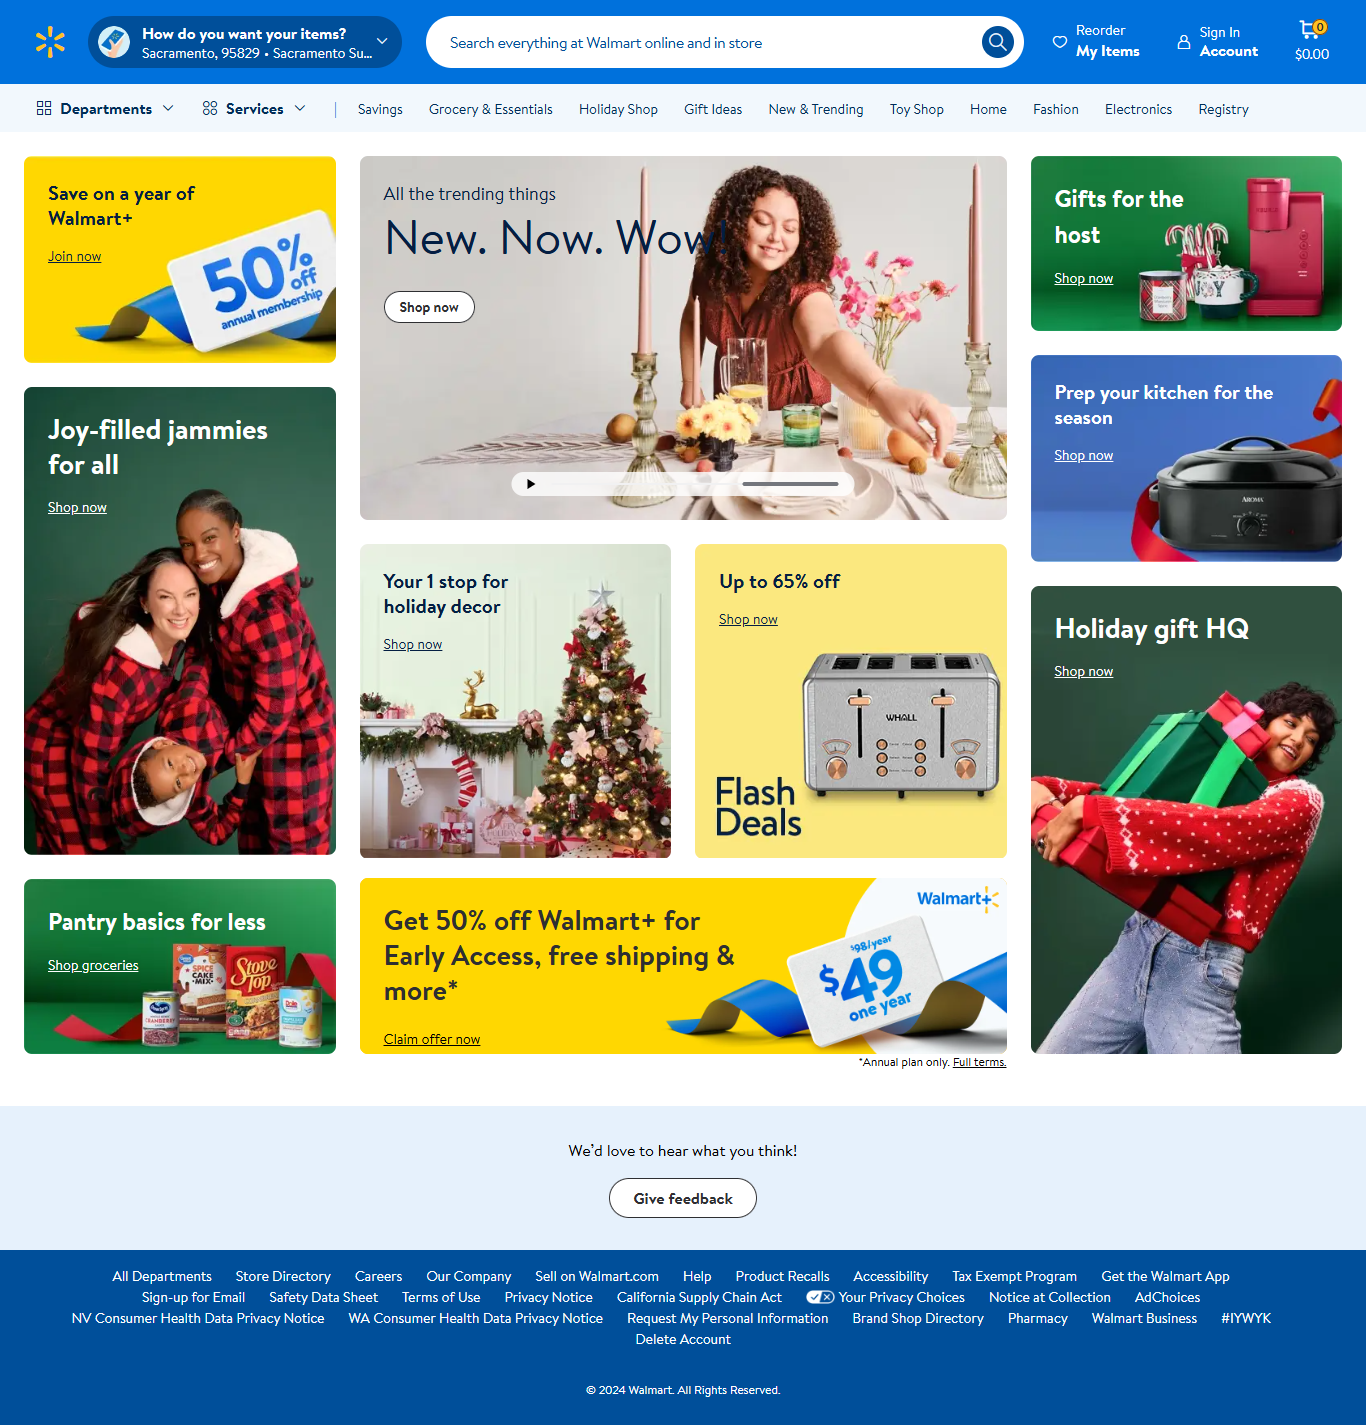 How do you want your items?
Sacramento, 95829 • Sacramento Su...
Search everything at Walmart online and in store
Reorder
My Items
Sign In
Account
0
$0.00
Departments
Services
Savings
Grocery & Essentials
Holiday Shop
Gift Ideas
New & Trending
Toy Shop
Home
Fashion
Electronics
Registry
Save on a year of
Walmart+
Join now
50%
off
annual membership
Joy-filled jammies
for all
Shop now
Pantry basics for less
Shop groceries
SPICE
CAKE
MIX
Stove
Top
Dole
CRANBERRY
All the trending things
New. Now. Wow!
Shop now
Your 1 stop for
holiday decor
Shop now
HOLIDAYS
Up to 65% off
Shop now
WHALL
Flash
Deals
Get 50% off Walmart+ for
Early Access, free shipping &
more*
Claim offer now
Walmart+
$98/year
$49
one year
*Annual plan only. Full terms.
Gifts for the
host
Shop now
JOY
Prep your kitchen for the
season
Shop now
AROMA
Holiday gift HQ
Shop now
We'd love to hear what you think!
Give feedback
All Departments
Store Directory
Careers
Our Company
Sell on Walmart.com
Help
Product Recalls
Accessibility
Tax Exempt Program
Get the Walmart App
Sign-up for Email
Safety Data Sheet
Terms of Use
Privacy Notice
California Supply Chain Act
Your Privacy Choices
Notice at Collection
AdChoices
NV Consumer Health Data Privacy Notice
WA Consumer Health Data Privacy Notice
Request My Personal Information
Brand Shop Directory
Pharmacy
Walmart Business
#IYWYK
Delete Account
© 2024 Walmart. All Rights Reserved.